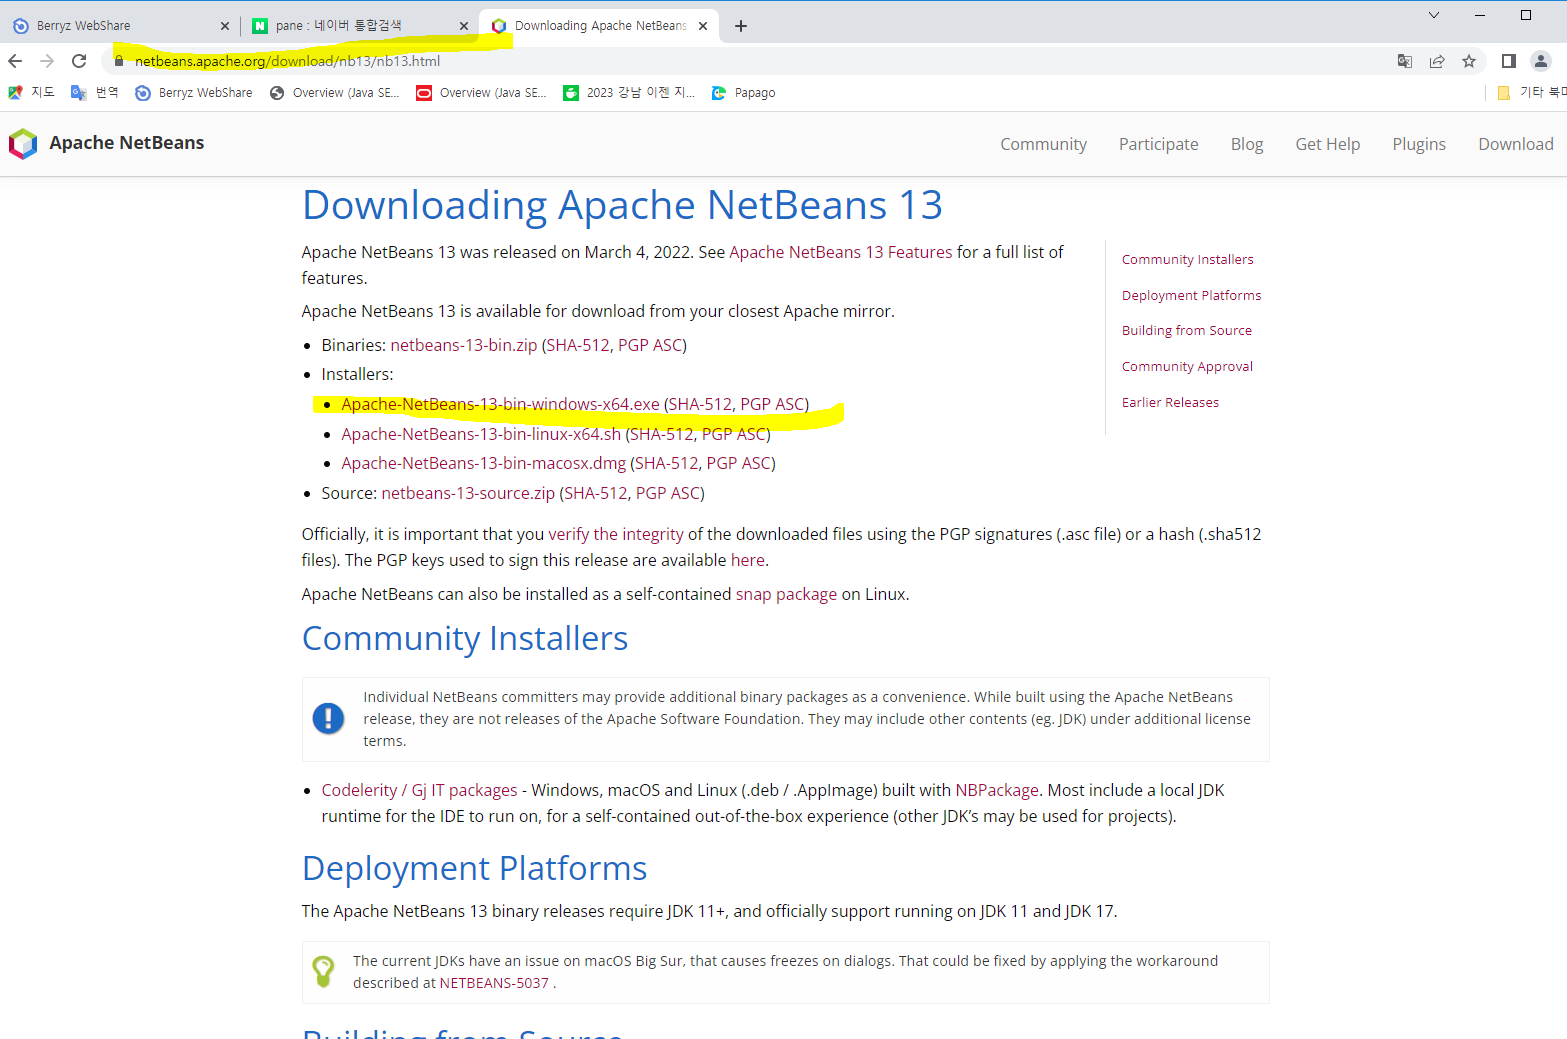 Berryz WebShare
pane : 네이버 통합검색
Downloading Apache NetBeans
netbeans.apache.org/download/nb13/nb13.html
지도
번역
Berryz WebShare
Overview (Java SE...
Overview (Java SE...
2023 강남 이젠 지...
Papago
기타 북마
Apache NetBeans
Community
Participate
Blog
Get Help
Plugins
Download
Downloading Apache NetBeans 13
Apache NetBeans 13 was released on March 4, 2022. See Apache NetBeans 13 Features for a full list of
features.
Apache NetBeans 13 is available for download from your closest Apache mirror.
• Binaries: netbeans-13-bin.zip (SHA-512, PGP ASC)
• Installers:
• Apache-NetBeans-13-bin-windows-x64.exe (SHA-512, PGP ASC)
• Apache-NetBeans-13-bin-linux-x64.sh (SHA-512, PGP ASC)
• Apache-NetBeans-13-bin-macosx.dmg (SHA-512, PGP ASC)
• Source: netbeans-13-source.zip (SHA-512, PGP ASC)
Community Installers
Deployment Platforms
Building from Source
Community Approval
Earlier Releases
Officially, it is important that you verify the integrity of the downloaded files using the PGP signatures (.asc file) or a hash (.sha512
files). The PGP keys used to sign this release are available here.
Apache NetBeans can also be installed as a self-contained snap package on Linux.
Community Installers
Individual NetBeans committers may provide additional binary packages as a convenience. While built using the Apache NetBeans
release, they are not releases of the Apache Software Foundation. They may include other contents (eg. JDK) under additional license
terms.
• Codelerity / Gj IT packages - Windows, macOS and Linux (.deb / .AppImage) built with NBPackage. Most include a local JDK
runtime for the IDE to run on, for a self-contained out-of-the-box experience (other JDK’s may be used for projects).
Deployment Platforms
The Apache NetBeans 13 binary releases require JDK 11+, and officially support running on JDK 11 and JDK 17.
The current JDKs have an issue on macOS Big Sur, that causes freezes on dialogs. That could be fixed by applying the workaround
described at NETBEANS-5037 .
Building from Source